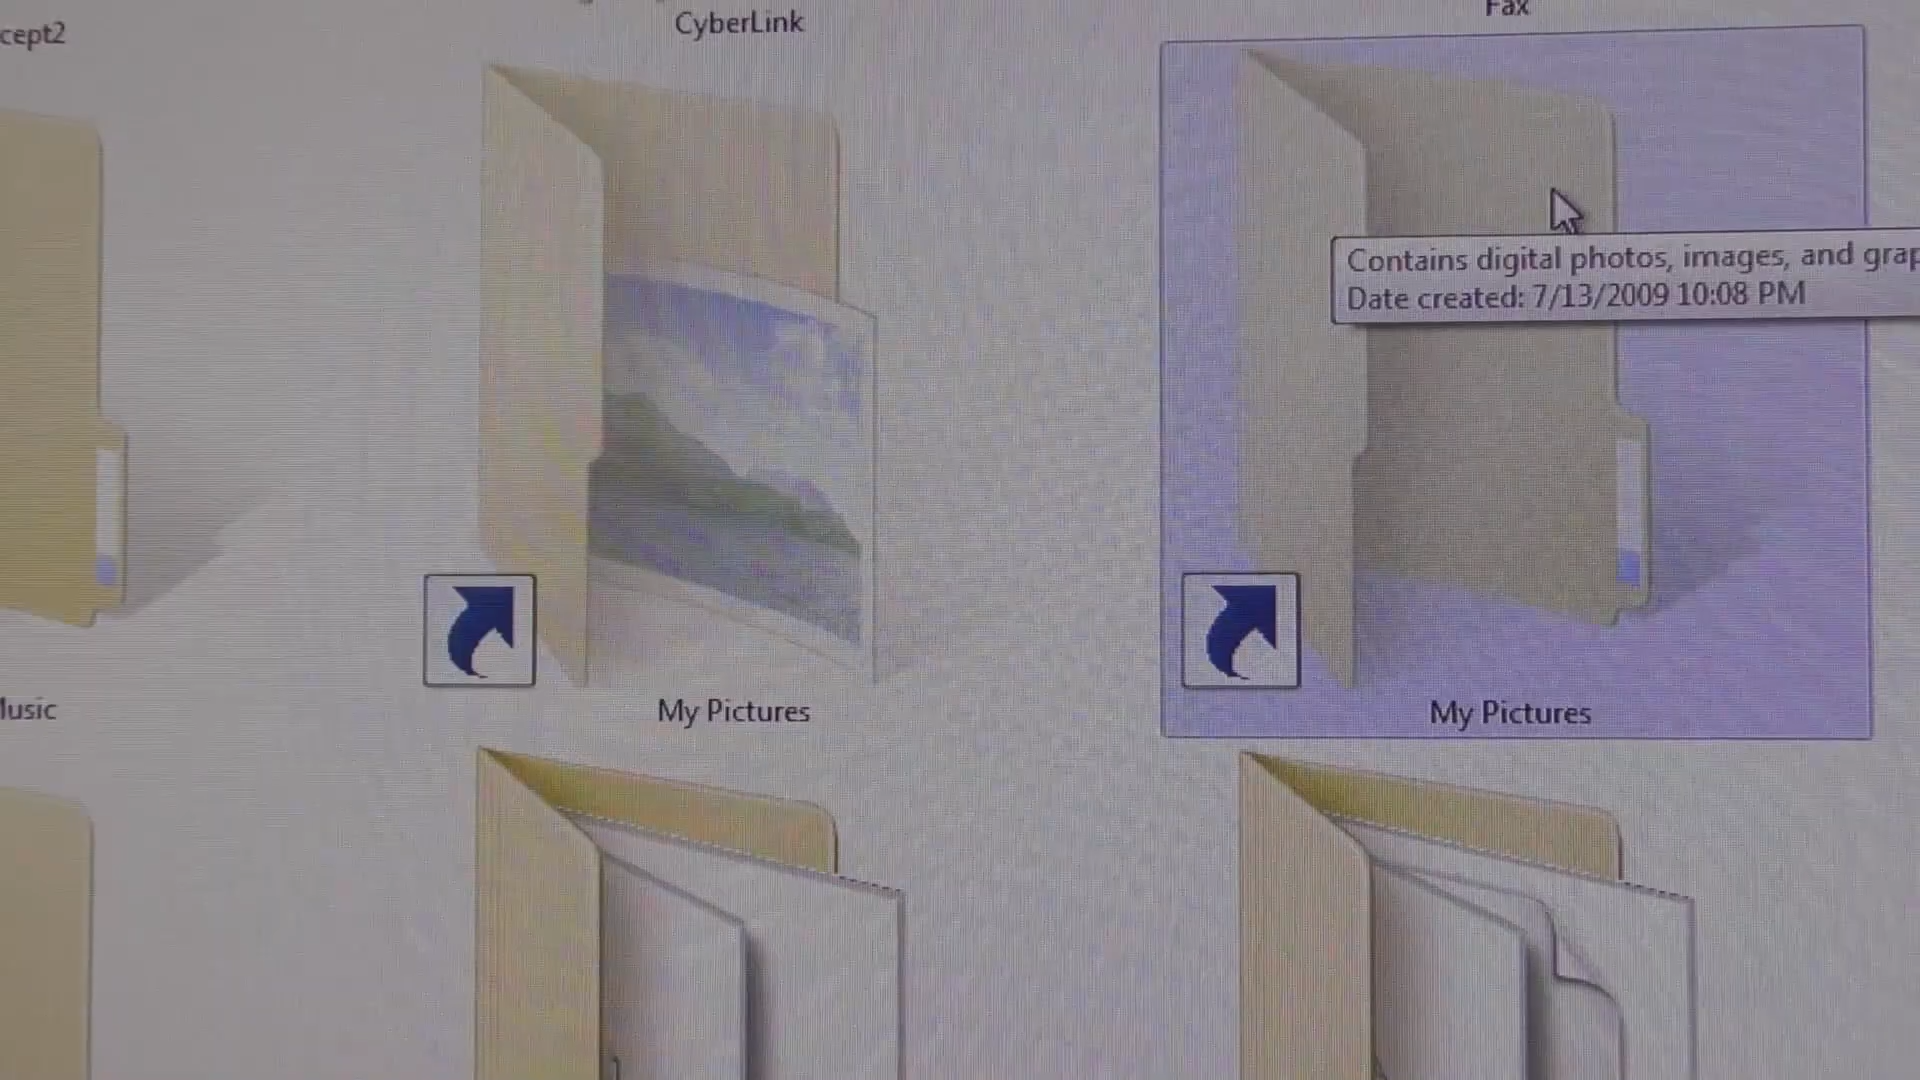 cept2
CyberLink
Fax
Contains digital photos, images, and grap
Date created: 7/13/2009 10:08 PM
usic
My Pictures
My Pictures